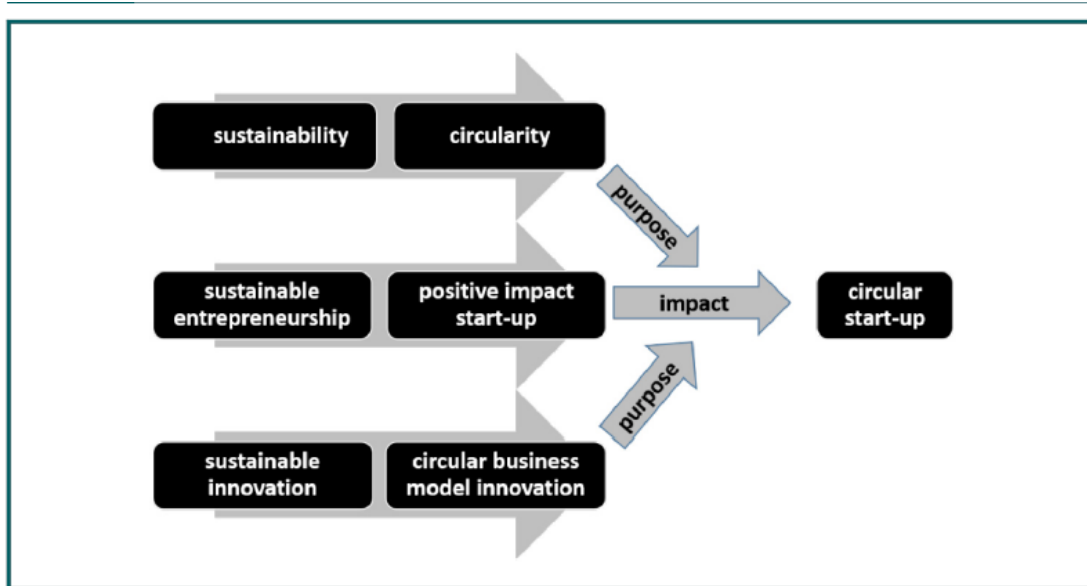 sustainability
circularity
purpose
sustainable
entrepreneurship
positive impact
start-up
impact
circular
start-up
purpose
sustainable
innovation
circular business
model innovation